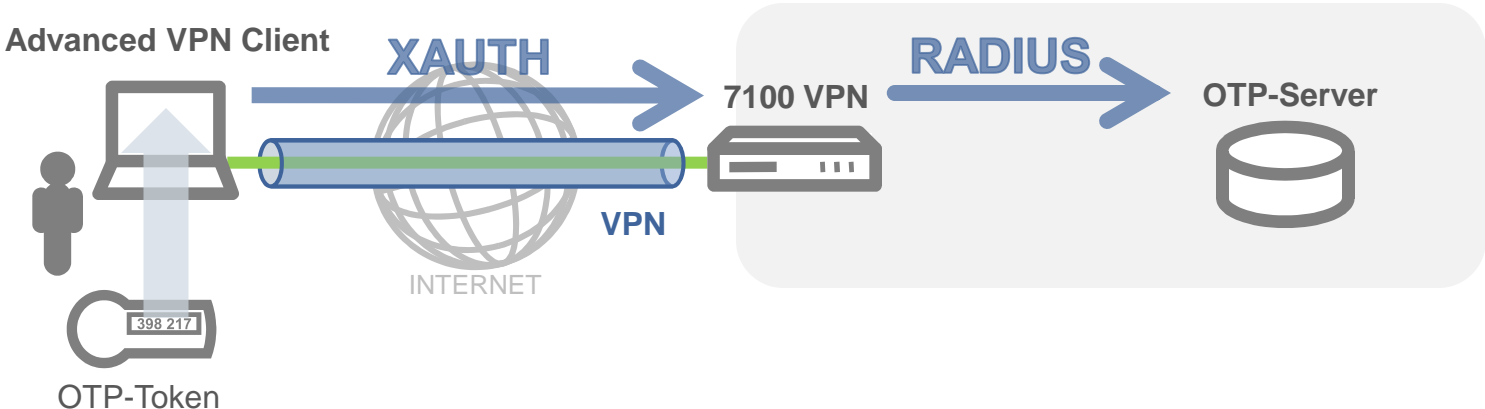 Advanced VPN Client
XAUTH
RADIUS
7100 VPN
OTP-Server
VPN
INTERNET
398 217
OTP-Token